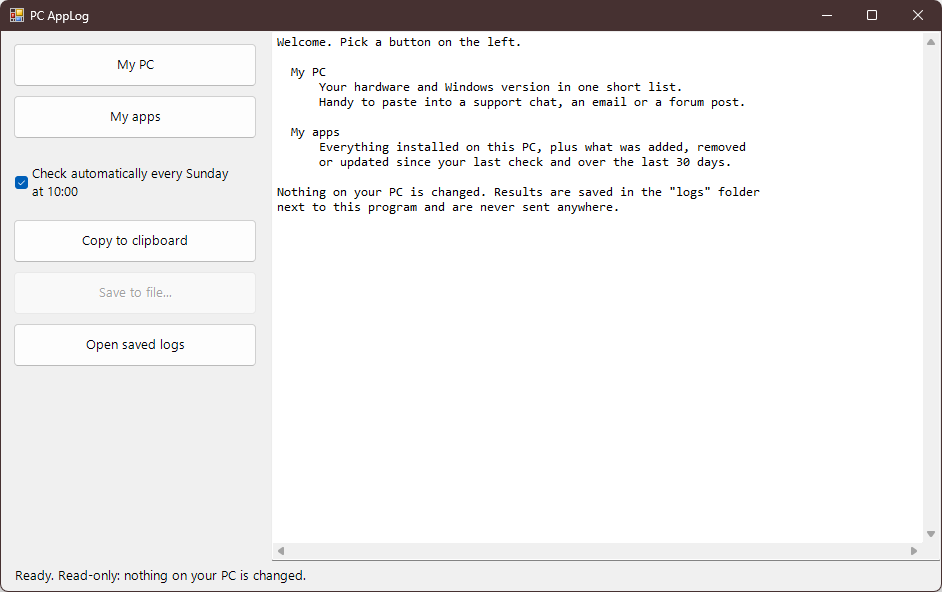 PC AppLog
My PC
My apps
Check automatically every Sunday
at 10:00
Copy to clipboard
Save to file...
Open saved logs
Welcome. Pick a button on the left.
My PC
Your hardware and Windows version in one short list.
Handy to paste into a support chat, an email or a forum post.
My apps
Everything installed on this PC, plus what was added, removed
or updated since your last check and over the last 30 days.
Nothing on your PC is changed. Results are saved in the "logs" folder
next to this program and are never sent anywhere.
Ready. Read-only: nothing on your PC is changed.